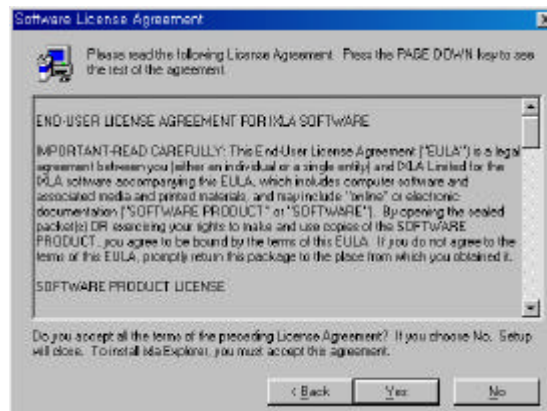 Software License Agreement
Please read the following License Agreement. Press the PAGE DOWN key to see
the rest of the agreement.
END-USER LICENSE AGREEMENT FOR IXLA SOFTWARE
IMPORTANT-READ CAREFULLY: This End-User License Agreement ("EULA") is a legal
agreement between you (either an individual or a single entity) and IXLA Limited for the
IXLA software accompanying this EULA, which includes computer software and
associated media and printed materials, and may include "online" or electronic
documentation ("SOFTWARE PRODUCT" or "SOFTWARE"). By opening the sealed
packet(s) OR exercising your rights to make and use copies of the SOFTWARE
PRODUCT, you agree to be bound by the terms of this EULA. If you do not agree to the
terms of this EULA, promptly return this package to the place from which you obtained it.
SOFTWARE PRODUCT LICENSE
Do you accept all the terms of the preceding License Agreement? If you choose No, Setup
will close. To install ixla Explorer, you must accept this agreement.
< Back
Yes
No